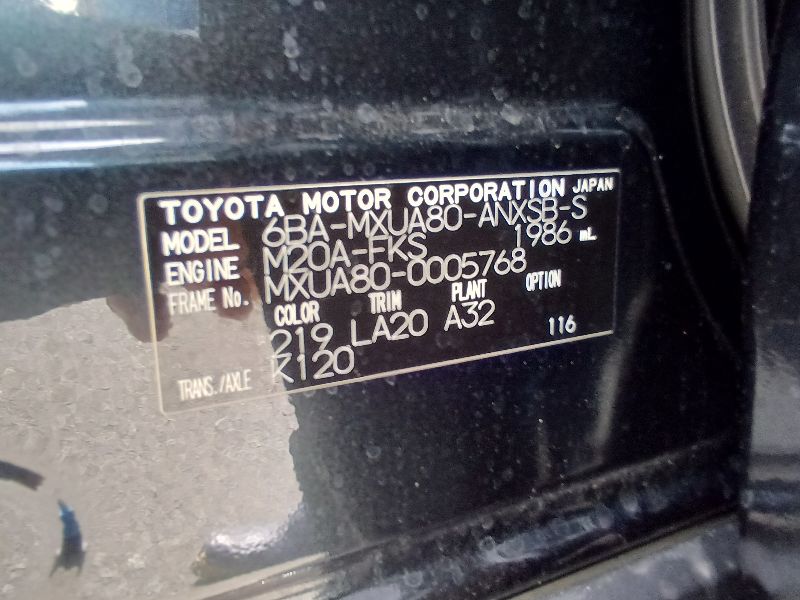 TOYOTA MOTOR CORPORATION JAPAN
MODEL 6BA-MXUA80-ANXSB-S
ENGINE M20A-FKS 1986 mL
FRAME No. MXUA80-0005768
COLOR TRIM PLANT OPTION
219 LA20 A32 116
TRANS./AXLE K120